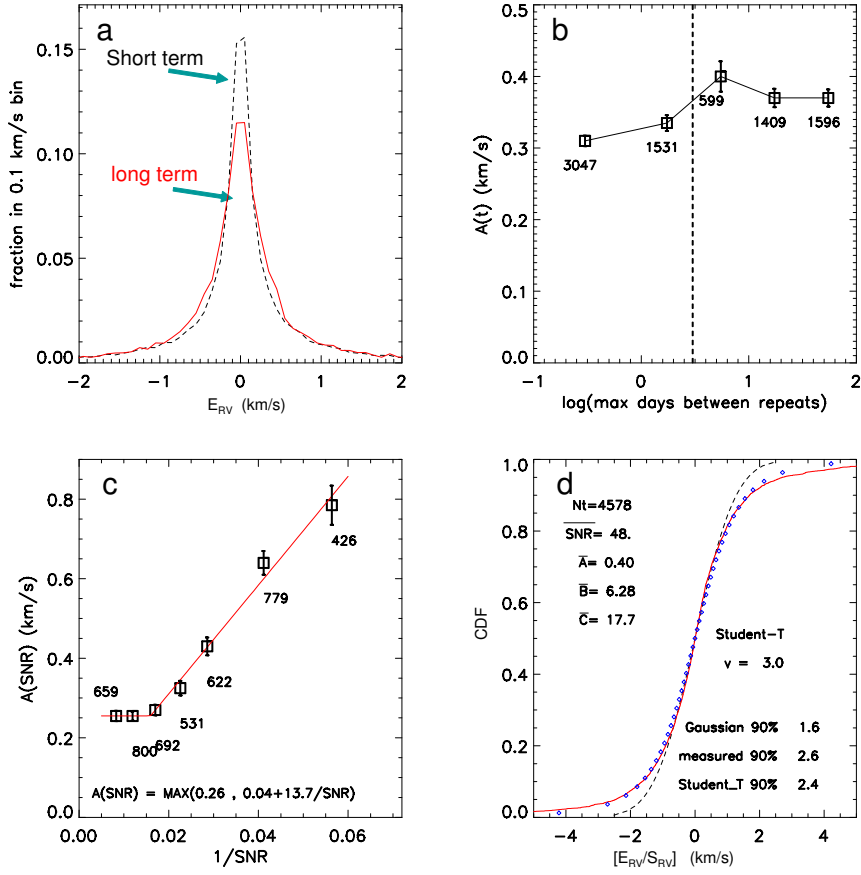 a
Short term
long term
fraction in 0.1 km/s bin
0.15
0.10
0.05
0.00
−2 −1 0 1 2
E_RV (km/s)
b
A(t) (km/s)
0.5
0.4
0.3
0.2
0.1
0.0
3047
1531
599
1409
1596
−1 0 1 2
log(max days between repeats)
c
A(SNR) (km/s)
0.8
0.6
0.4
0.2
0.0
659
800
692
531
622
779
426
A(SNR) = MAX(0.26 , 0.04+13.7/SNR)
0.00 0.02 0.04 0.06
1/SNR
d
CDF
1.0
0.8
0.6
0.4
0.2
0.0
Nt=4578
SNR = 48.
A = 0.40
B = 6.28
C = 17.7
Student−T
ν = 3.0
Gaussian 90% 1.6
measured 90% 2.6
Student_T 90% 2.4
−4 −2 0 2 4
[E_RV/S_RV] (km/s)